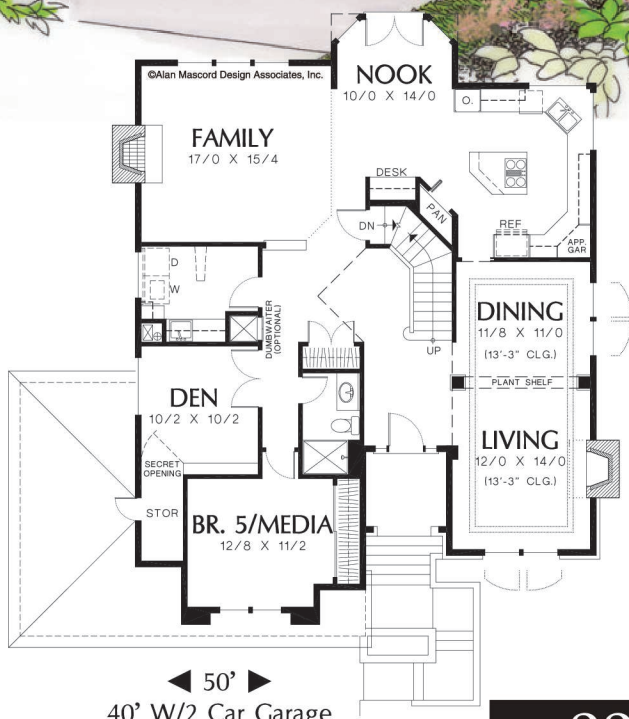 ©Alan Mascord Design Associates, Inc.
NOOK
10/0 X 14/0
O.
FAMILY
17/0 X 15/4
DESK
PAN
DN
REF
APP.
GAR
D
W
DUMBWAITER
(OPTIONAL)
UP
DINING
11/8 X 11/0
(13'-3" CLG.)
PLANT SHELF
DEN
10/2 X 10/2
LIVING
12/0 X 14/0
(13'-3" CLG.)
SECRET
OPENING
STOR
BR. 5/MEDIA
12/8 X 11/2
◀ 50' ▶
40' W/2 Car Garage